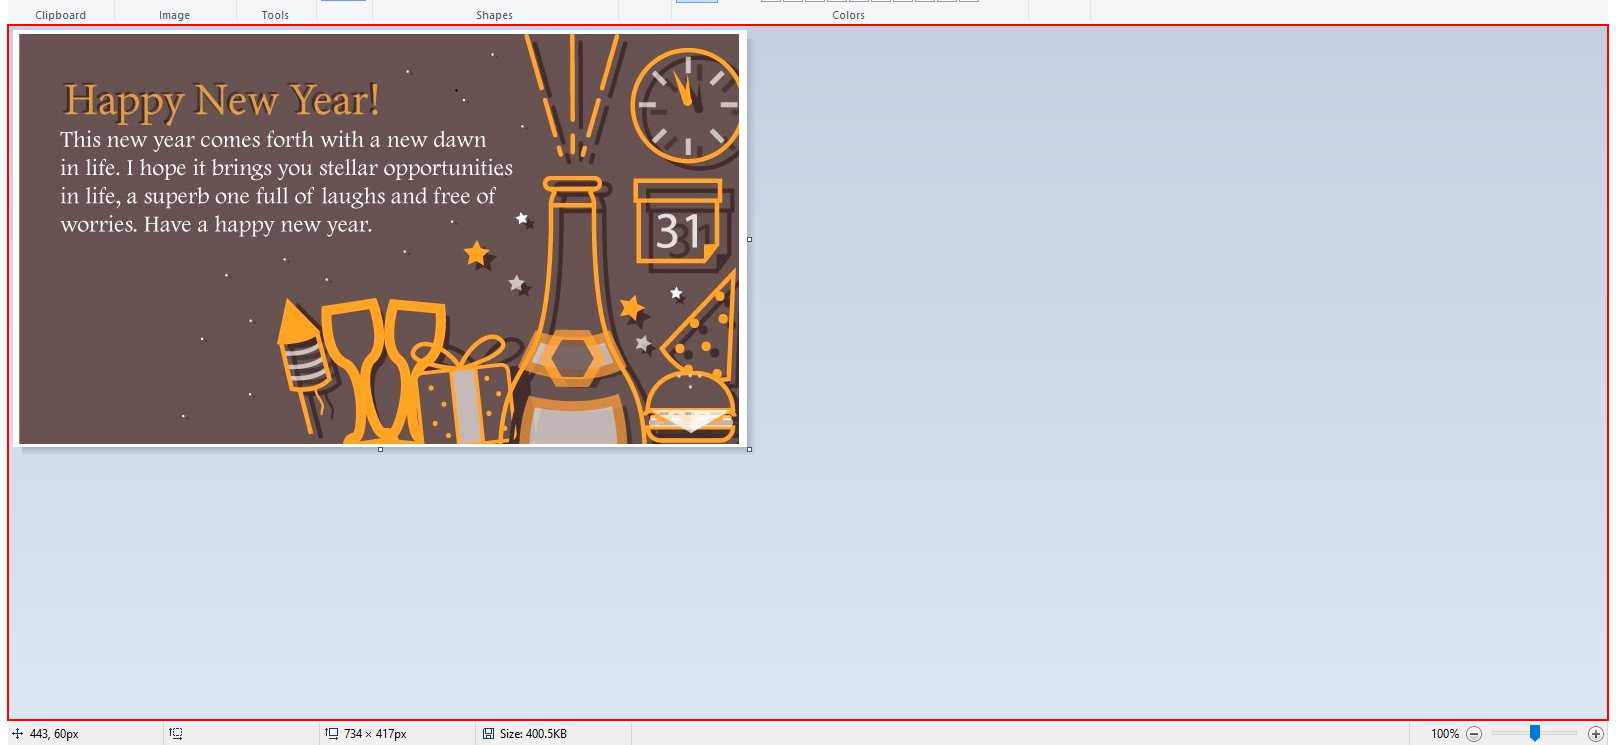 Clipboard Image Tools Shapes Colors
Happy New Year!
This new year comes forth with a new dawn
in life. I hope it brings you stellar opportunities
in life, a superb one full of laughs and free of
worries. Have a happy new year.
31
443, 60px 734 × 417px Size: 400.5KB 100%